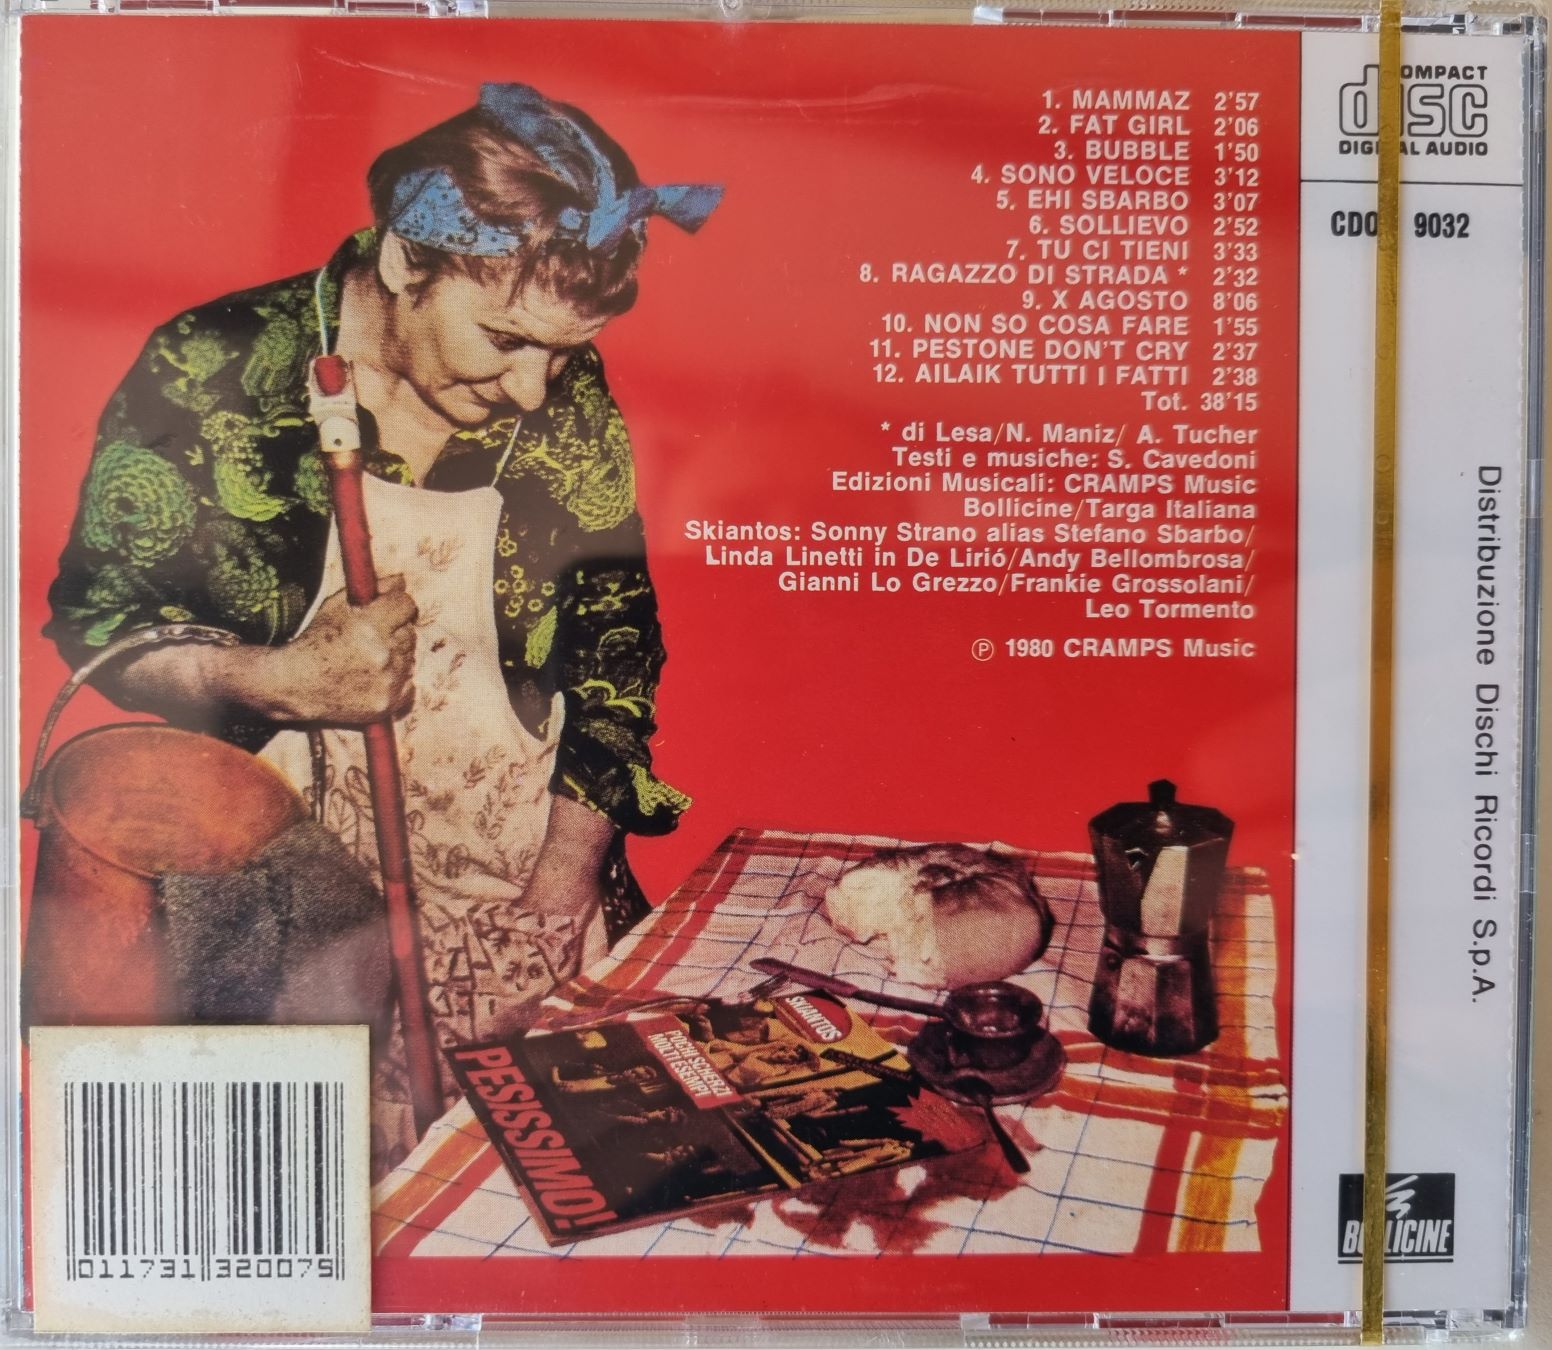 1. MAMMAZ 2'57
2. FAT GIRL 2'06
3. BUBBLE 1'50
4. SONO VELOCE 3'12
5. EHI SBARBO 3'07
6. SOLLIEVO 2'52
7. TU CI TIENI 3'33
8. RAGAZZO DI STRADA * 2'32
9. X AGOSTO 8'06
10. NON SO COSA FARE 1'55
11. PESTONE DON'T CRY 2'37
12. AILAIK TUTTI I FATTI 2'38
Tot. 38'15
* di Lesa/N. Maniz/ A. Tucher
Testi e musiche: S. Cavedoni
Edizioni Musicali: CRAMPS Music
Bollicine/Targa Italiana
Skiantos: Sonny Strano alias Stefano Sbarbo/
Linda Linetti in De Lirió/Andy Bellombrosa/
Gianni Lo Grezzo/Frankie Grossolani/
Leo Tormento
℗ 1980 CRAMPS Music
COMPACT
disc
DIGITAL AUDIO
CDO 9032
Distribuzione Dischi Ricordi S.p.A.
BOLLICINE
SKIANTOS
PESISSSIMO!
011731 320075